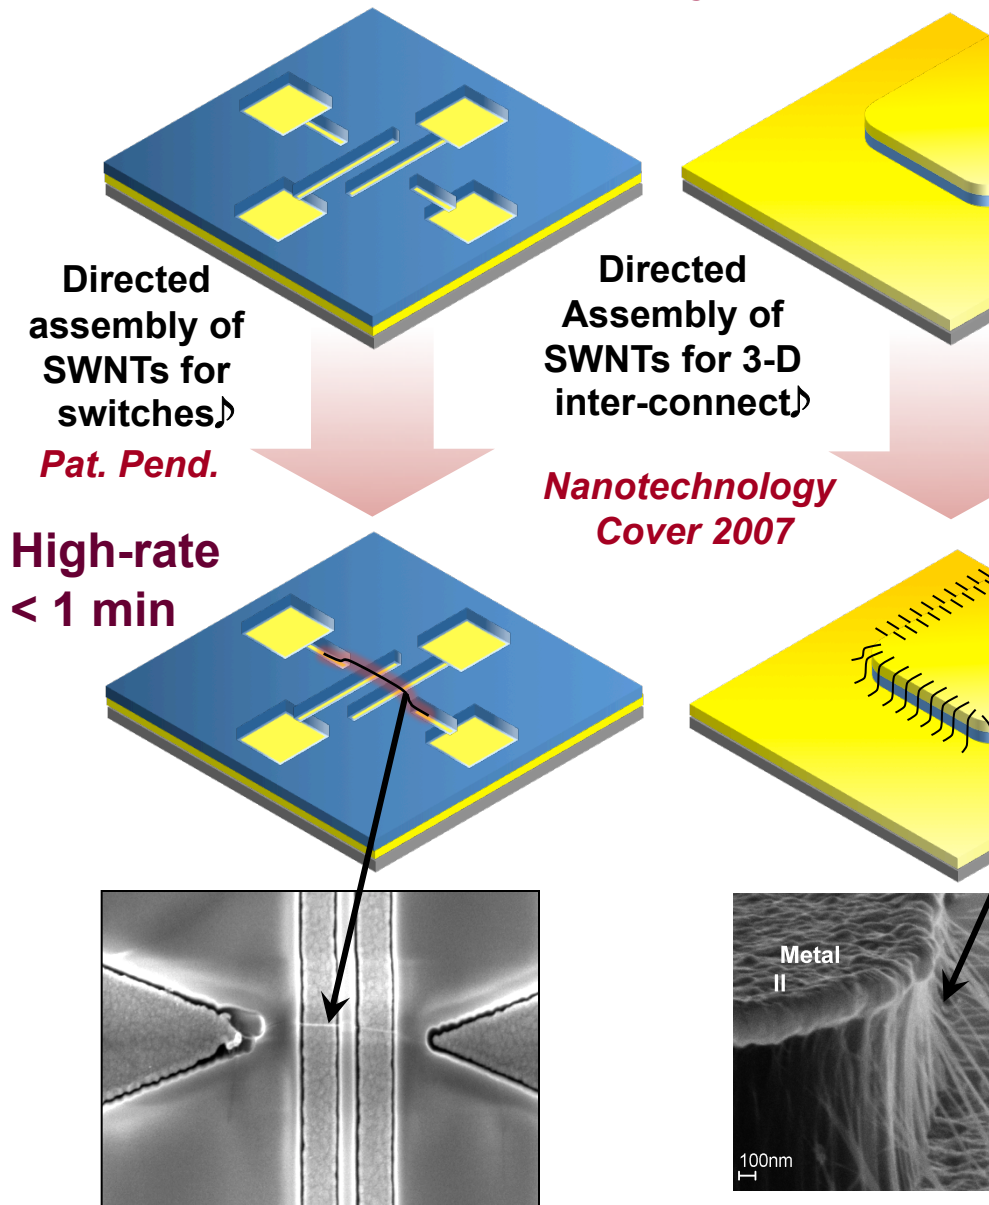 Directed
assembly of
SWNTs for
switches♪
Pat. Pend.
High-rate
< 1 min
Directed
Assembly of
SWNTs for 3-D
inter-connect♪
Nanotechnology
Cover 2007
Metal
II
100nm